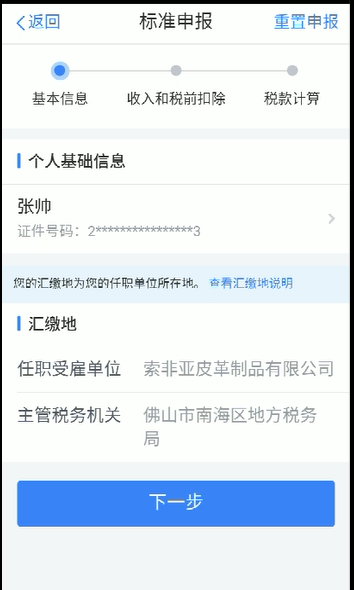 返回 标准申报 重置申报
基本信息 收入和税前扣除 税款计算
个人基础信息
张帅
证件号码：2****************3
您的汇缴地为您的任职单位所在地。 查看汇缴地说明
汇缴地
任职受雇单位 索非亚皮革制品有限公司
主管税务机关 佛山市南海区地方税务
局
下一步